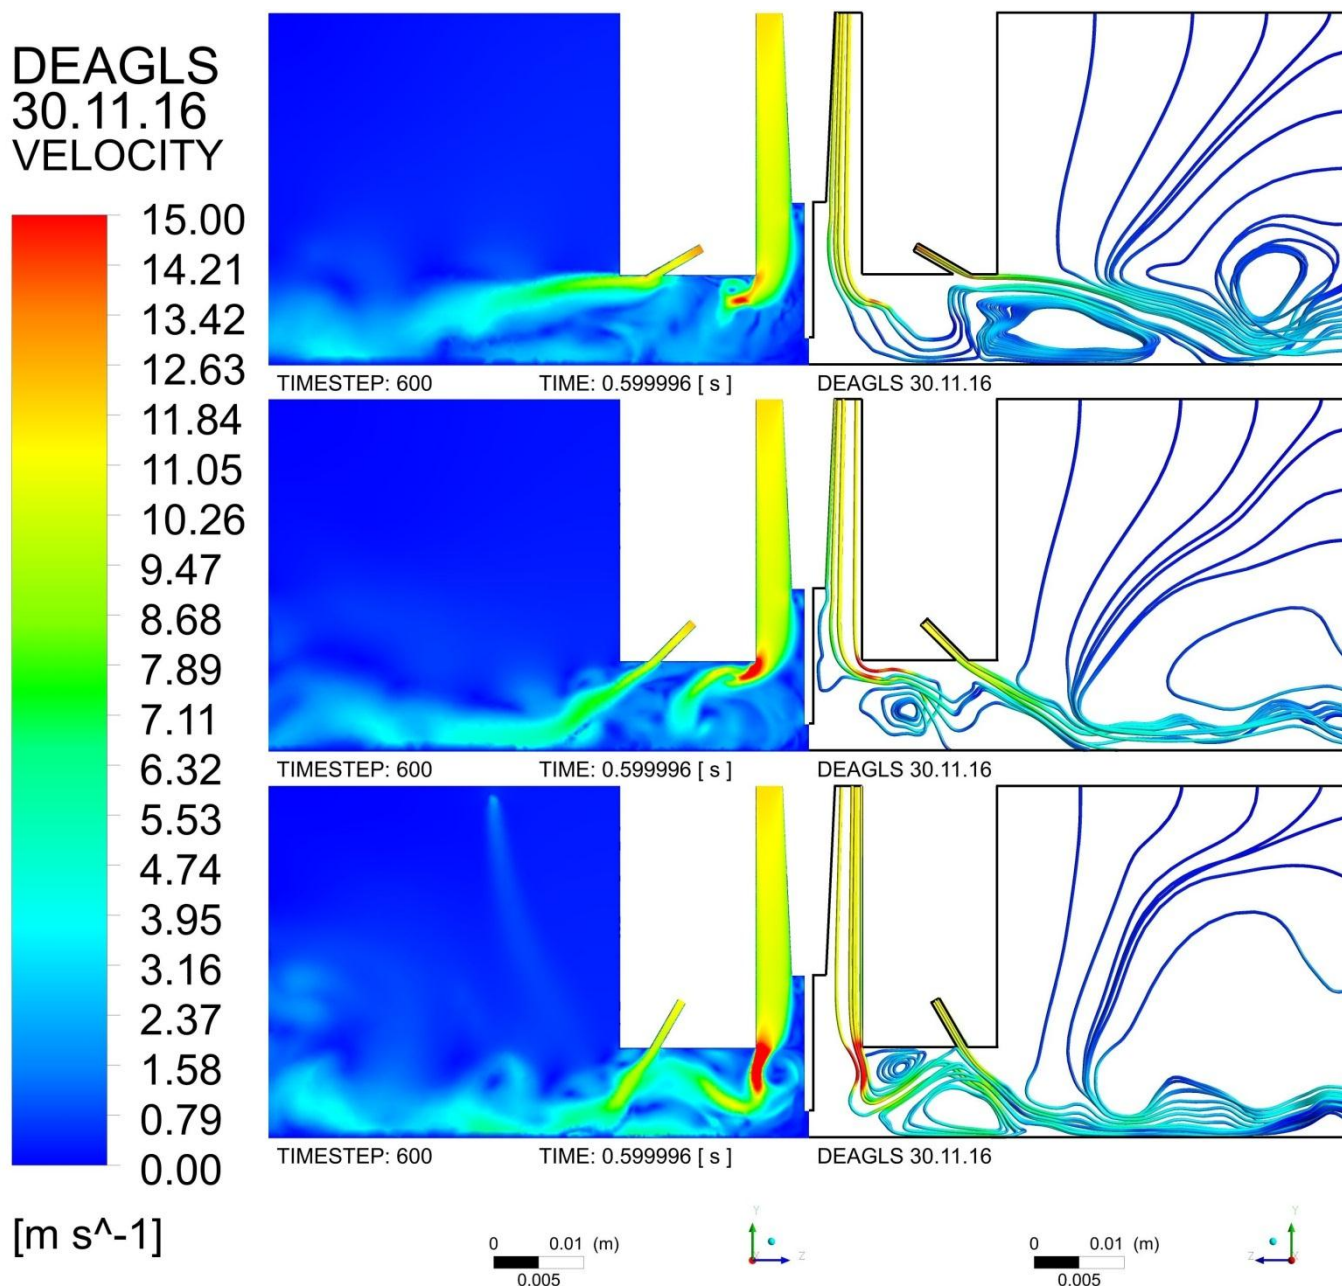 DEAGLS
30.11.16
VELOCITY
15.00
14.21
13.42
12.63
11.84
11.05
10.26
9.47
8.68
7.89
7.11
6.32
5.53
4.74
3.95
3.16
2.37
1.58
0.79
0.00
[m s^-1]
TIMESTEP: 600 TIME: 0.599996 [ s ] DEAGLS 30.11.16
TIMESTEP: 600 TIME: 0.599996 [ s ] DEAGLS 30.11.16
TIMESTEP: 600 TIME: 0.599996 [ s ] DEAGLS 30.11.16
0 0.01 (m)
0.005
Y
X
Z
0 0.01 (m)
0.005
Y
Z